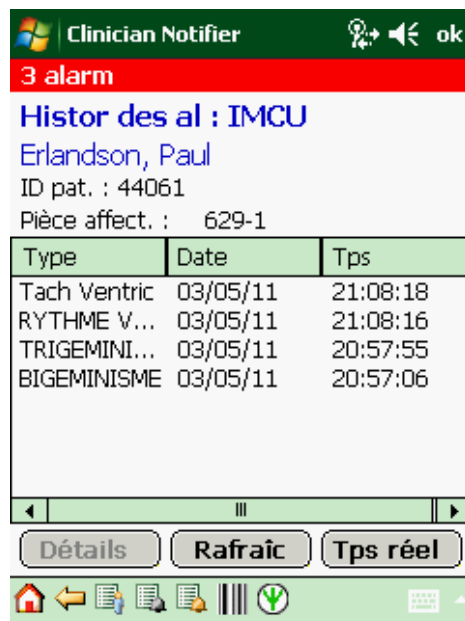 Clinician Notifier ok
3 alarm
Histor des al : IMCU
Erlandson, Paul
ID pat. : 44061
Pièce affect. : 629-1
Type Date Tps
Tach Ventric 03/05/11 21:08:18
RYTHME V... 03/05/11 21:08:16
TRIGEMINI... 03/05/11 20:57:55
BIGEMINISME 03/05/11 20:57:06
Détails Rafraîc Tps réel